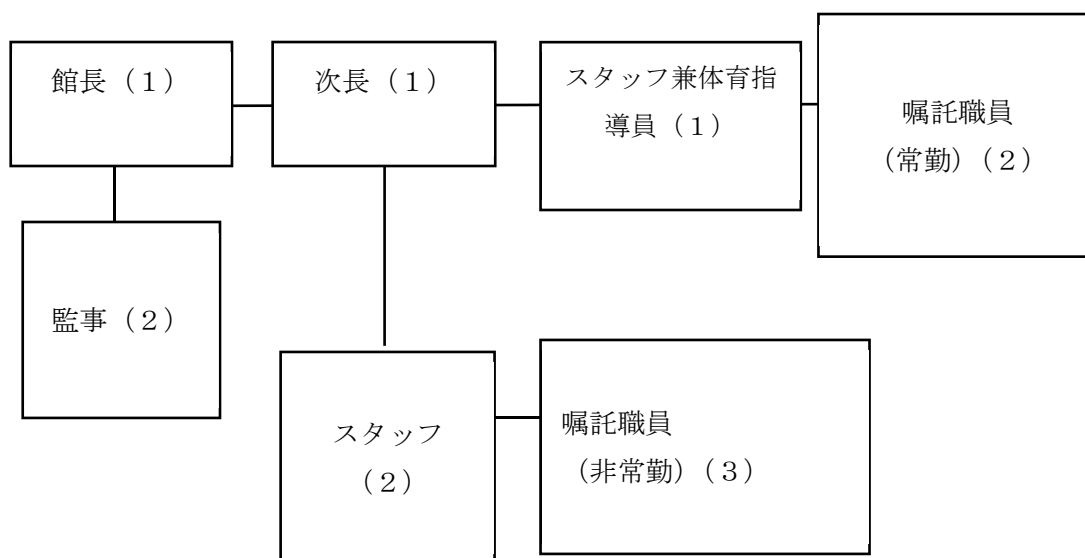 館長（１）
次長（１）
スタッフ兼体育指
導員（１）
嘱託職員
（常勤）（２）
監事（２）
スタッフ
（２）
嘱託職員
（非常勤）（３）